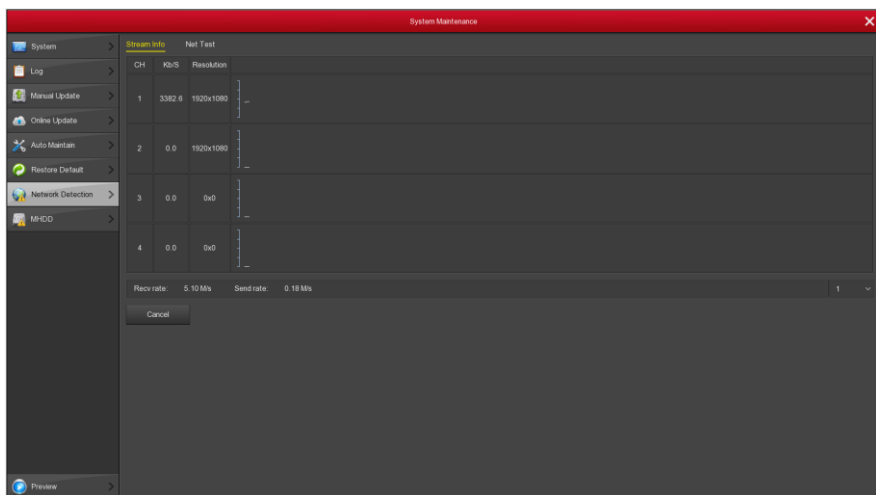 System Maintenance
System
Log
Manual Update
Online Update
Auto Maintain
Restore Default
Network Detection
MHDD
Preview
Stream Info Net Test
CH Kb/S Resolution
1 3382.6 1920x1080
2 0.0 1920x1080
3 0.0 0x0
4 0.0 0x0
Recv rate: 5.10 M/s Send rate: 0.18 M/s 1
Cancel